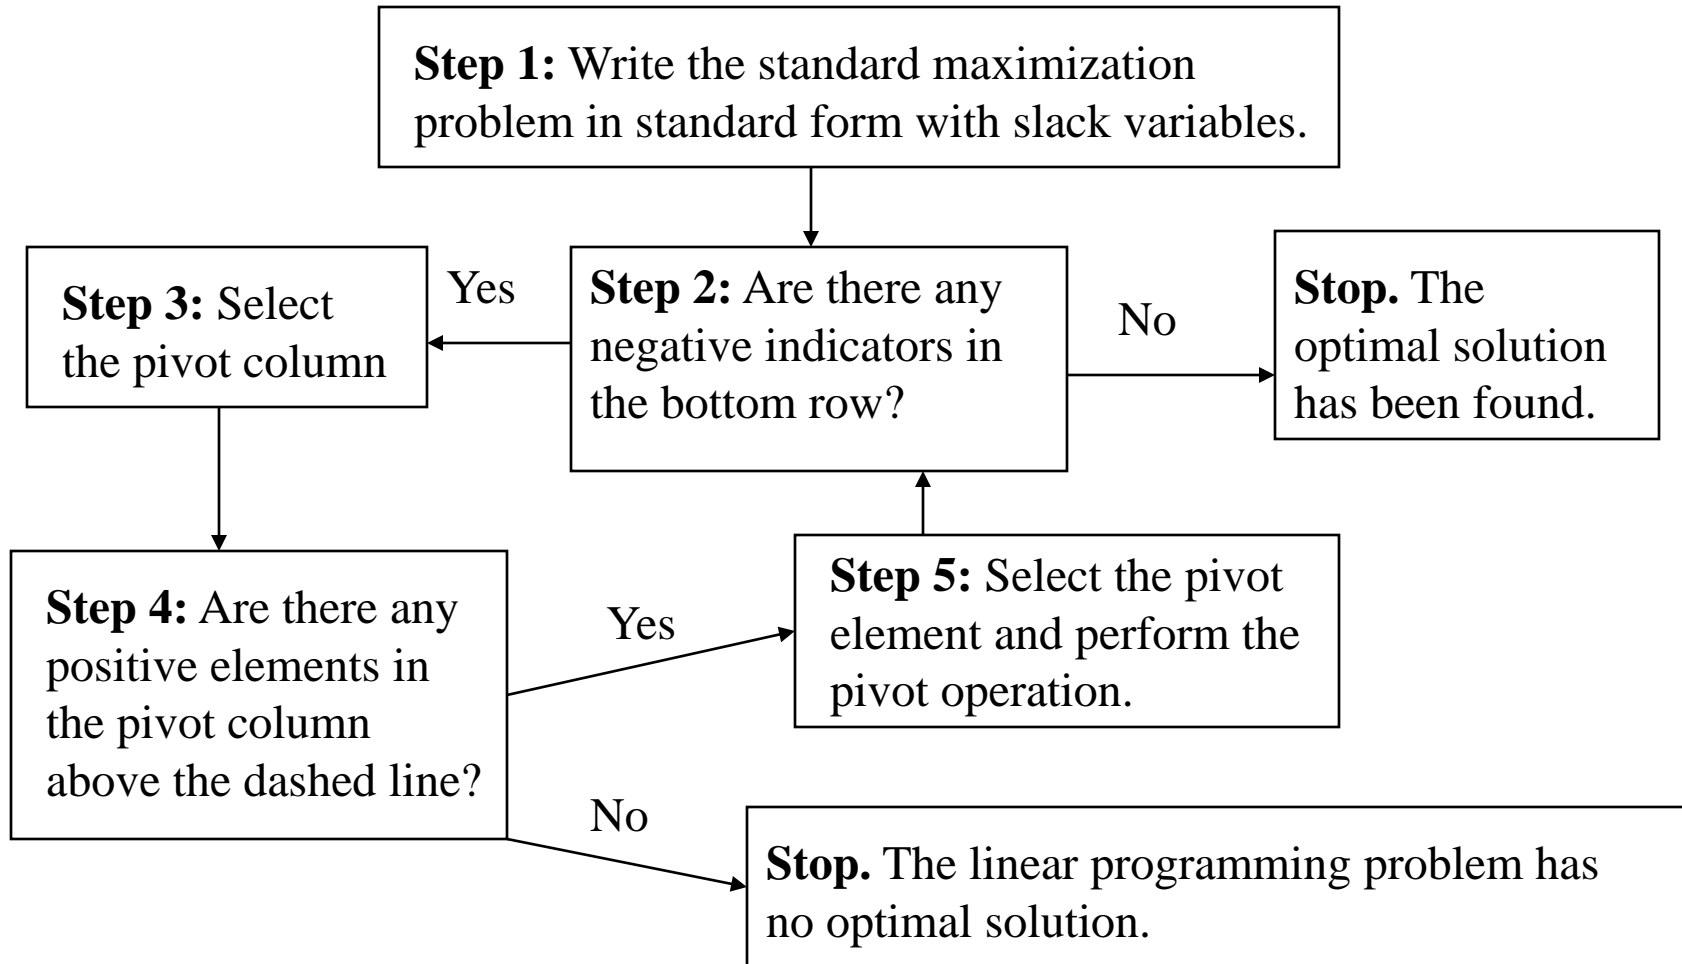 Step 1: Write the standard maximization
problem in standard form with slack variables.
Step 3: Select
the pivot column
Yes
Step 2: Are there any
negative indicators in
the bottom row?
No
Stop. The
optimal solution
has been found.
Step 4: Are there any
positive elements in
the pivot column
above the dashed line?
Yes
Step 5: Select the pivot
element and perform the
pivot operation.
No
Stop. The linear programming problem has
no optimal solution.